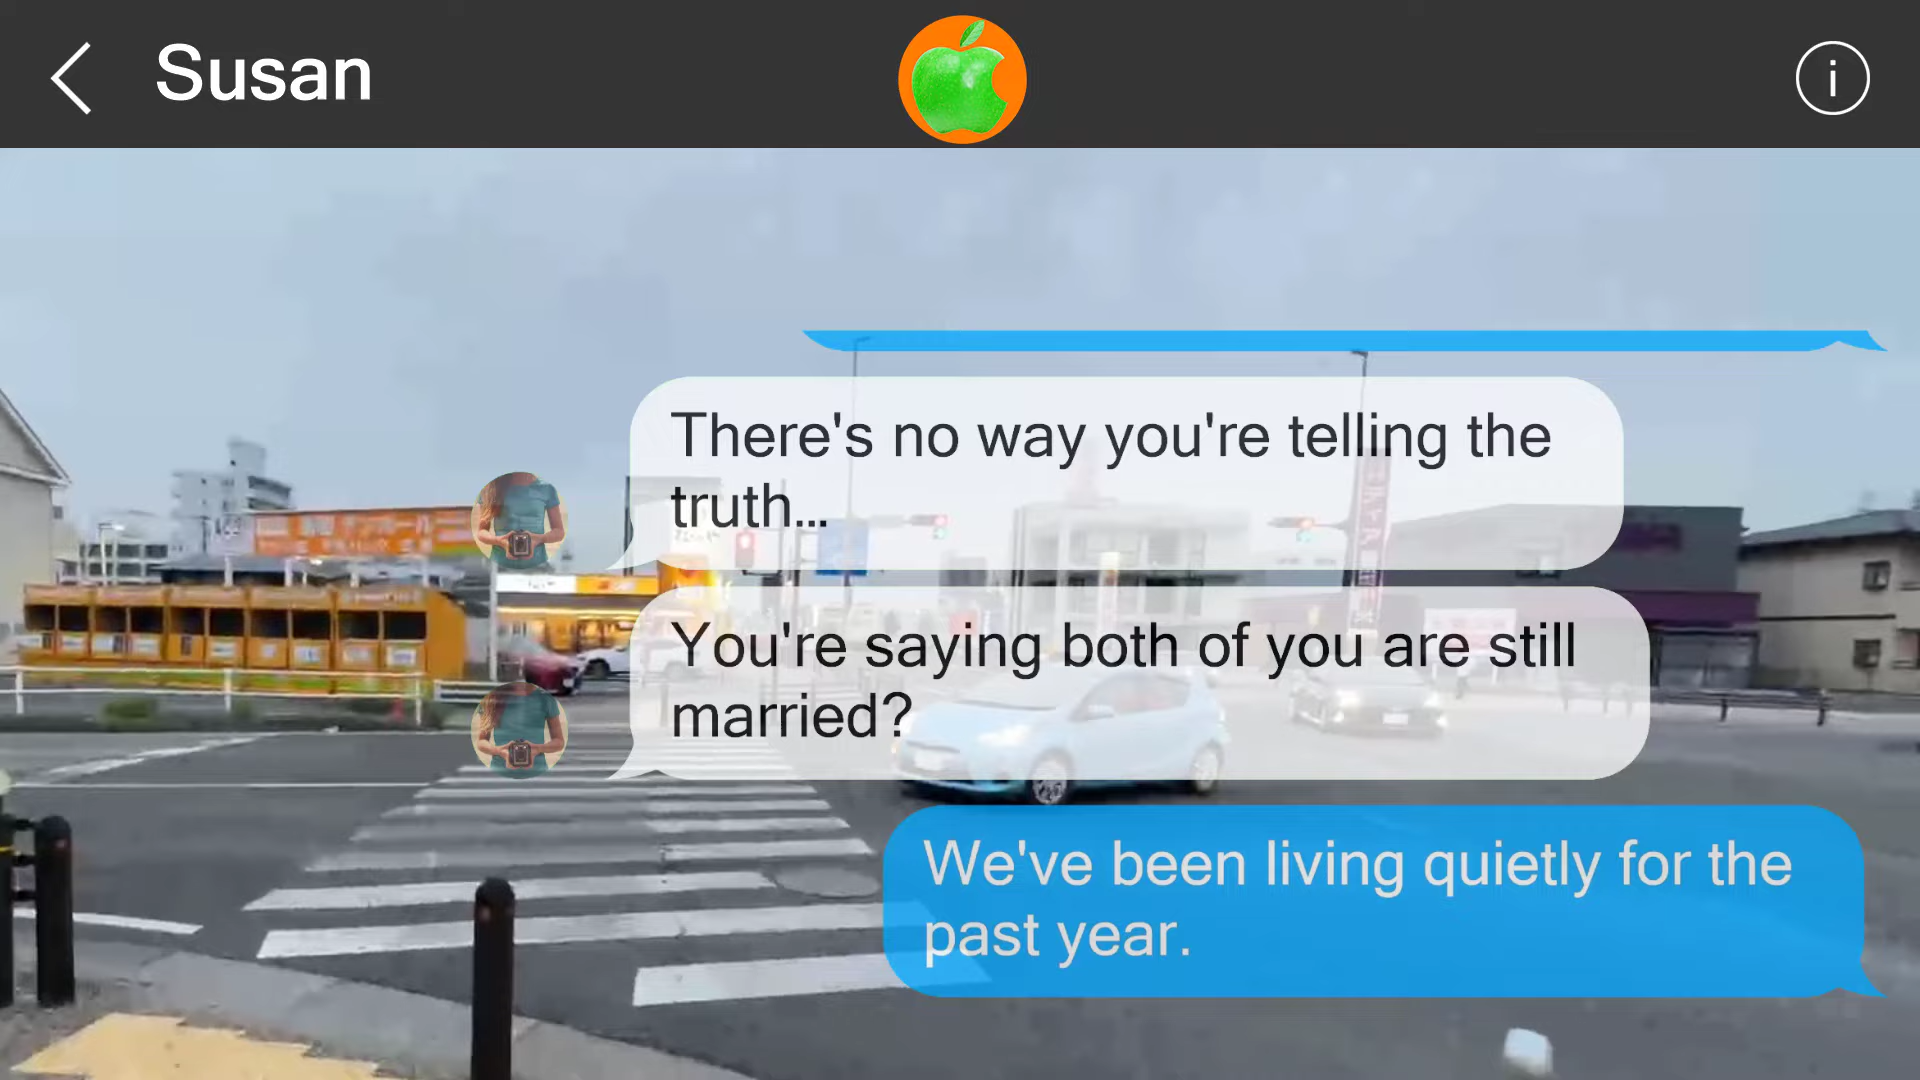 Susan
There's no way you're telling the
truth...
You're saying both of you are still
married?
We've been living quietly for the
past year.